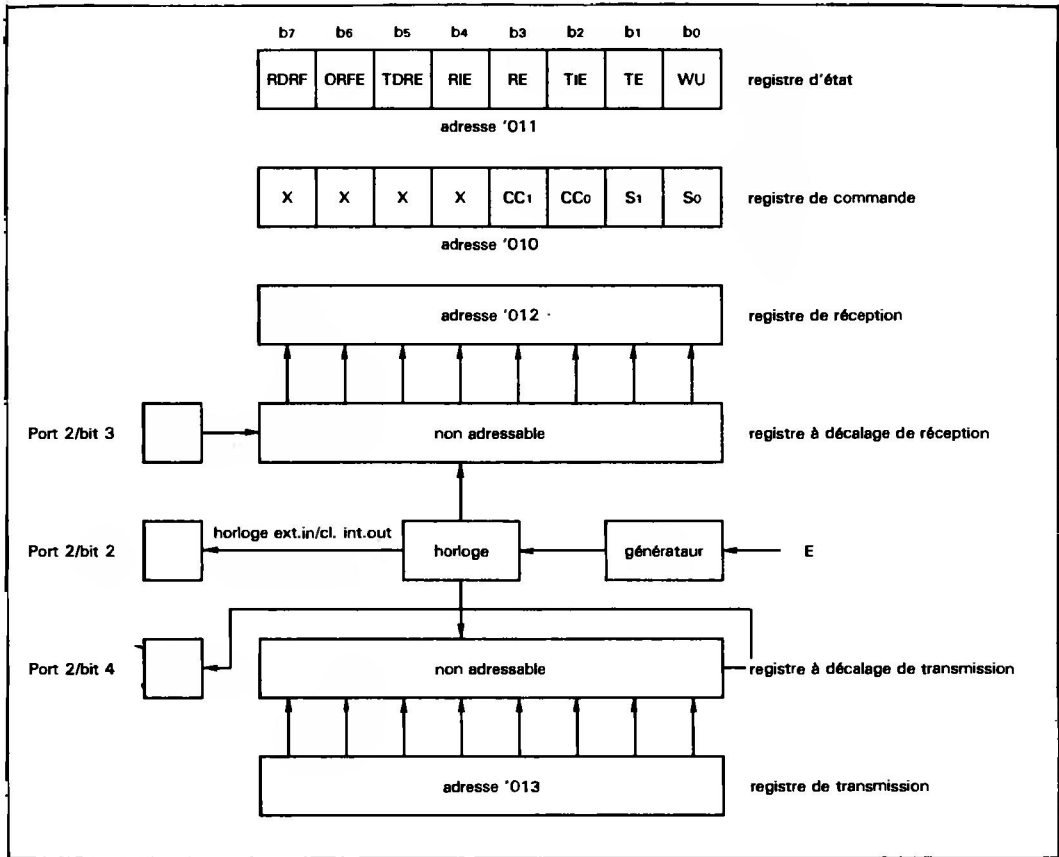 b7 b6 b5 b4 b3 b2 b1 b0
RDRF ORFE TDRE RIE RE TIE TE WU registre d'état
adresse '011
X X X X CC1 CC0 S1 S0 registre de commande
adresse '010
adresse '012 registre de réception
Port 2/bit 3 non adressable registre à décalage de réception
horloge ext.in/cl. int.out
Port 2/bit 2 horloge générataur E
Port 2/bit 4 non adressable registre à décalage de transmission
adresse '013 registre de transmission